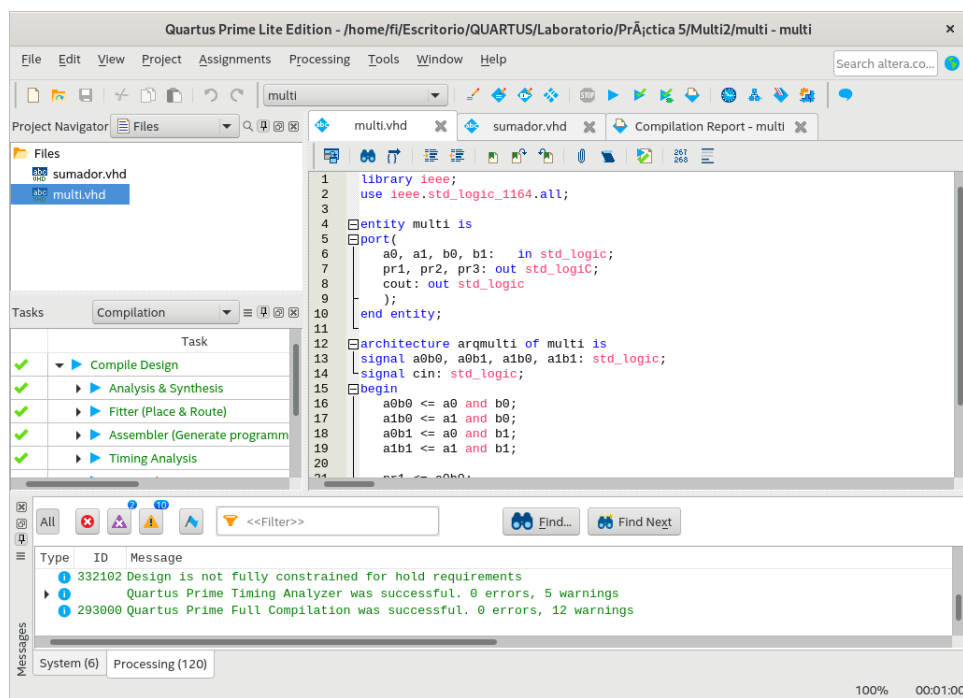 Quartus Prime Lite Edition - /home/fi/Escritorio/QUARTUS/Laboratorio/PrÃ¡ctica 5/Multi2/multi - multi
File Edit View Project Assignments Processing Tools Window Help
Search altera.co...
multi
Project Navigator Files
multi.vhd sumador.vhd Compilation Report - multi
Files
sumador.vhd
multi.vhd
267
268
1 library ieee;
2 use ieee.std_logic_1164.all;
3
4 entity multi is
5 port(
6 a0, a1, b0, b1: in std_logic;
7 pr1, pr2, pr3: out std_logiC;
8 cout: out std_logic
9 );
10 end entity;
11
12 architecture arqmulti of multi is
13 signal a0b0, a0b1, a1b0, a1b1: std_logic;
14 signal cin: std_logic;
15 begin
16 a0b0 <= a0 and b0;
17 a1b0 <= a1 and b0;
18 a0b1 <= a0 and b1;
19 a1b1 <= a1 and b1;
20
21 pr1 <= a0b0;
Tasks Compilation
Task
Compile Design
Analysis & Synthesis
Fitter (Place & Route)
Assembler (Generate programm
Timing Analysis
All 2 10 <<Filter>> Find... Find Next
Type ID Message
332102 Design is not fully constrained for hold requirements
Quartus Prime Timing Analyzer was successful. 0 errors, 5 warnings
293000 Quartus Prime Full Compilation was successful. 0 errors, 12 warnings
Messages
System (6) Processing (120)
100% 00:01:00